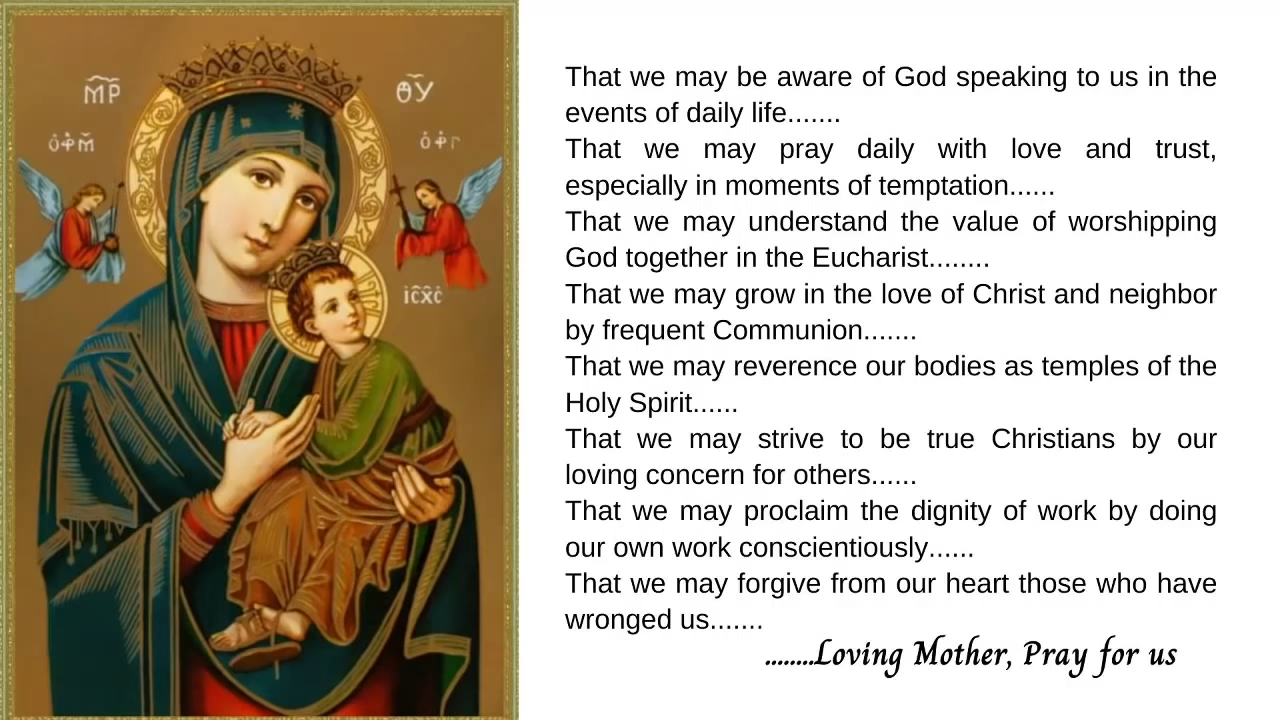 M̅P̅
ΘΎ
That we may be aware of God speaking to us in the
events of daily life.......
That we may pray daily with love and trust,
especially in moments of temptation......
That we may understand the value of worshipping
God together in the Eucharist........
That we may grow in the love of Christ and neighbor
by frequent Communion.......
That we may reverence our bodies as temples of the
Holy Spirit......
That we may strive to be true Christians by our
loving concern for others......
That we may proclaim the dignity of work by doing
our own work conscientiously......
That we may forgive from our heart those who have
wronged us.......
........Loving Mother, Pray for us